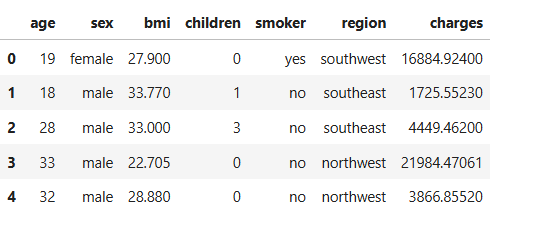 age sex bmi children smoker region charges
0 19 female 27.900 0 yes southwest 16884.92400
1 18 male 33.770 1 no southeast 1725.55230
2 28 male 33.000 3 no southeast 4449.46200
3 33 male 22.705 0 no northwest 21984.47061
4 32 male 28.880 0 no northwest 3866.85520